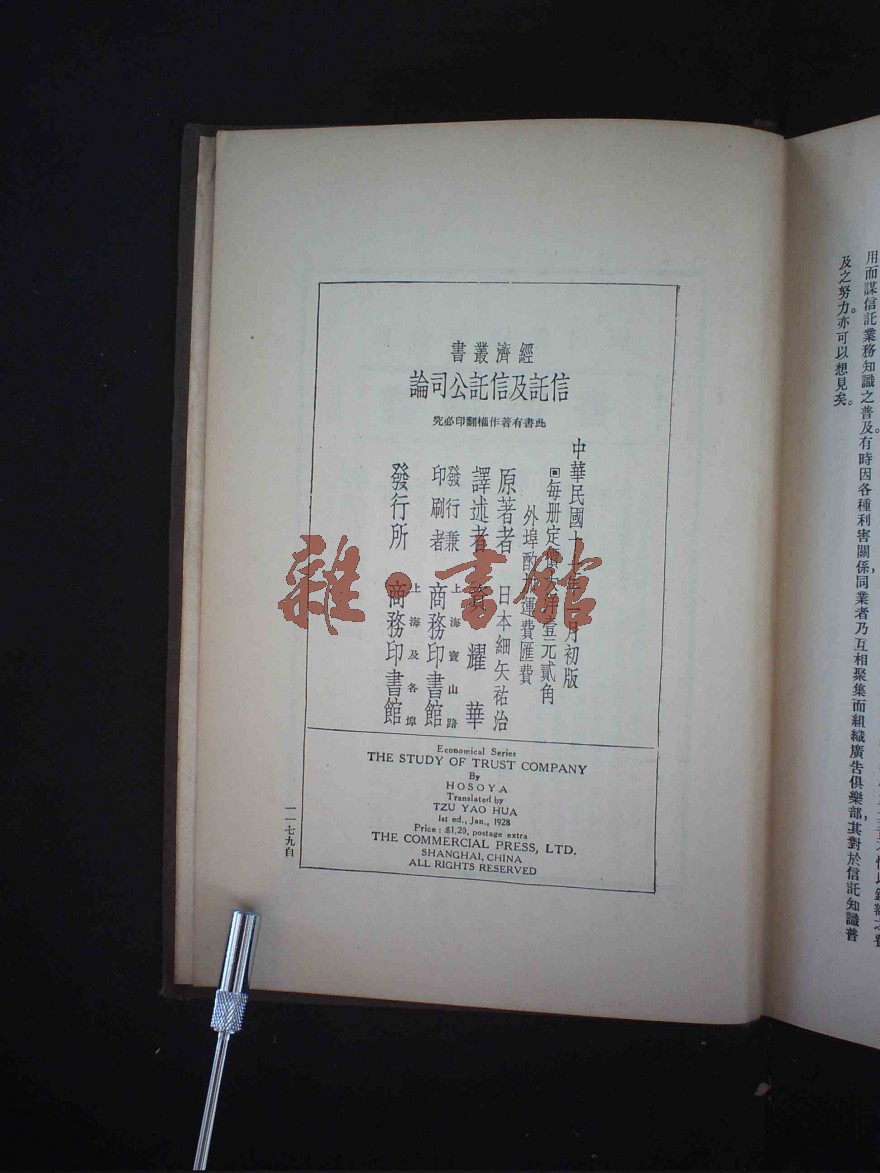 用而謀信託業務知識之普及。有時因各種利害關係，同業者乃互相聚集而組織廣告俱樂部，其對於信託知識普
及之努力亦可以想見矣。
經濟叢書
信託及信託公司論
此書有著作權翻印必究
中華民國十七年一月初版
每册定價大洋壹元貳角
外埠酌加運費匯費
原著者 日本細矢祐治
譯述者 資耀華
發行兼印刷者 上海寶山路 商務印書館
發行所 上海及各埠 商務印書館
Economical Series
THE STUDY OF TRUST COMPANY
By
HOSOYA
Translated by
TZU YAO HUA
1st ed., Jan., 1928
Price: $1.20, postage extra
THE COMMERCIAL PRESS, LTD.
SHANGHAI, CHINA
ALL RIGHTS RESERVED
一一七九自
雜·書館